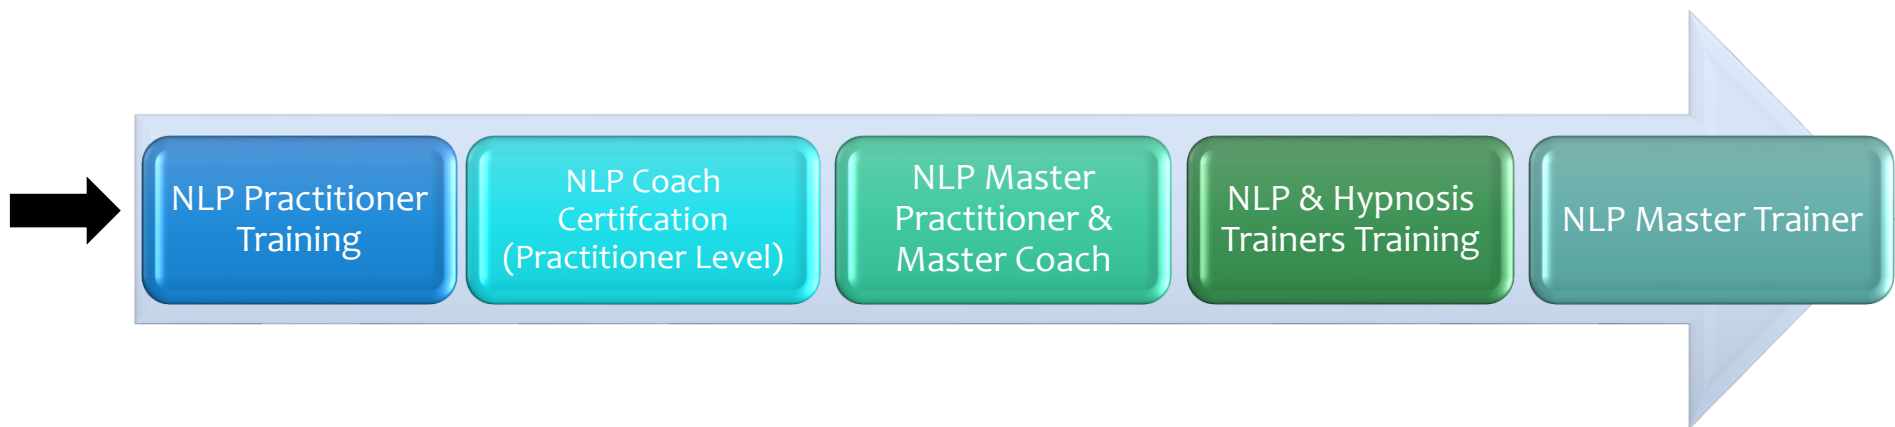 NLP Practitioner
Training
NLP Coach
Certifcation
(Practitioner Level)
NLP Master
Practitioner &
Master Coach
NLP & Hypnosis
Trainers Training
NLP Master Trainer